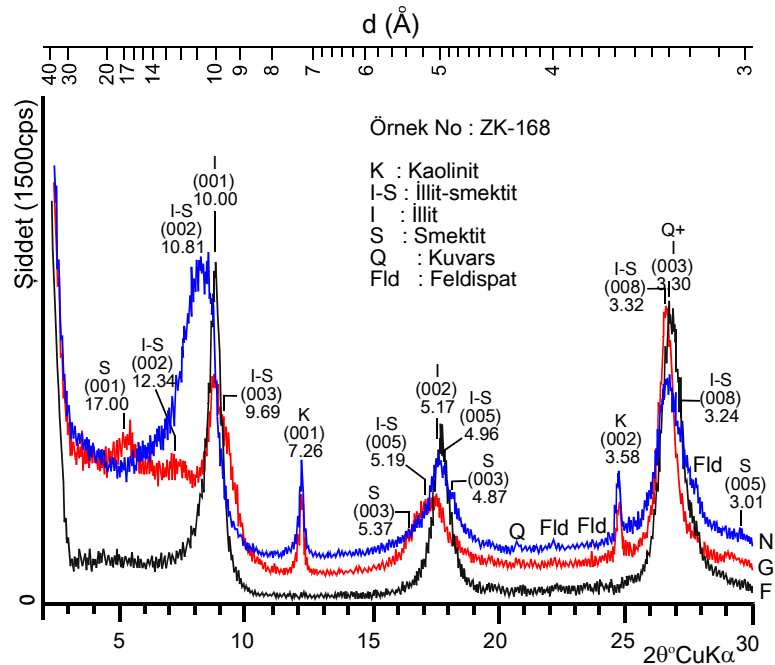 d (Å)
40 30 20 17 14 10 9 8 7 6 5 4 3
Örnek No : ZK-168
K : Kaolinit
I-S : İllit-smektit
I : İllit
S : Smektit
Q : Kuvars
Fld : Feldispat
Şiddet (1500cps)
0
I
(001)
10.00
I-S
(002)
10.81
I-S
(002)
12.34
S
(001)
17.00
I-S
(003)
9.69
K
(001)
7.26
I
(002)
5.17
I-S
(005)
4.96
I-S
(005)
5.19
S
(003)
4.87
S
(003)
5.37
Q
Fld
Fld
K
(002)
3.58
Q+
I
(003)
3.30
I-S
(008)
3.32
I-S
(008)
3.24
Fld
S
(005)
3.01
N
G
F
5 10 15 20 25 30
2θ°CuKα